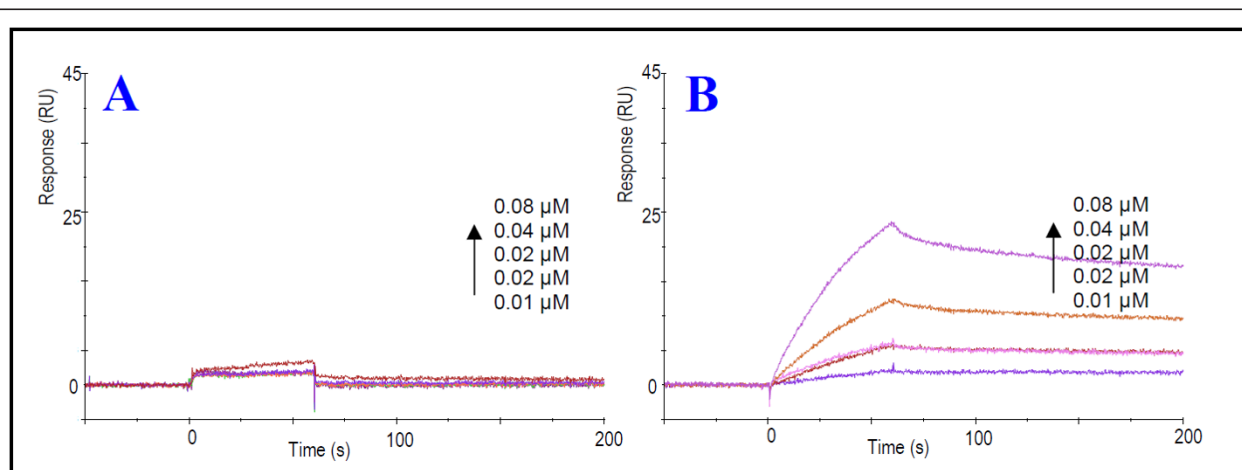 A
45
Response (RU)
25
0
0.08 µM
0.04 µM
0.02 µM
0.02 µM
0.01 µM
0
100
200
Time (s)
B
45
Response (RU)
25
0
0.08 µM
0.04 µM
0.02 µM
0.02 µM
0.01 µM
0
100
200
Time (s)